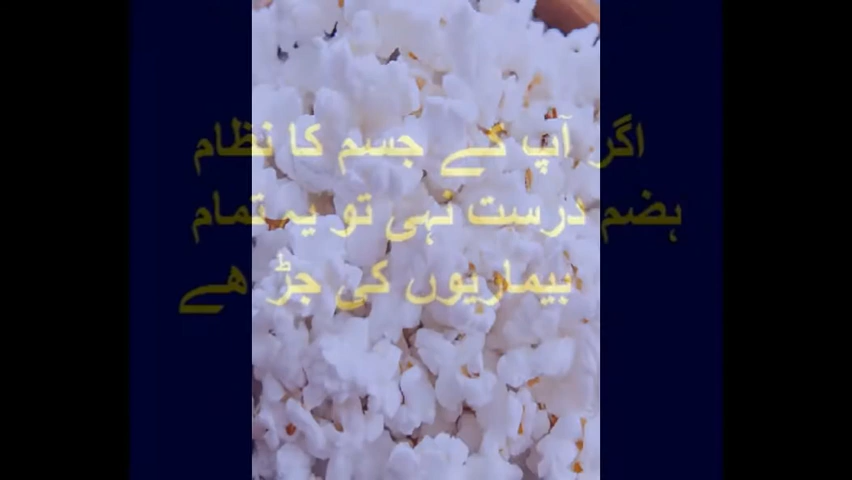 اگر آپ کے جسم کا نظام
ہضم درست نہی تو یہ تمام
بیماریوں کی جڑ ھے